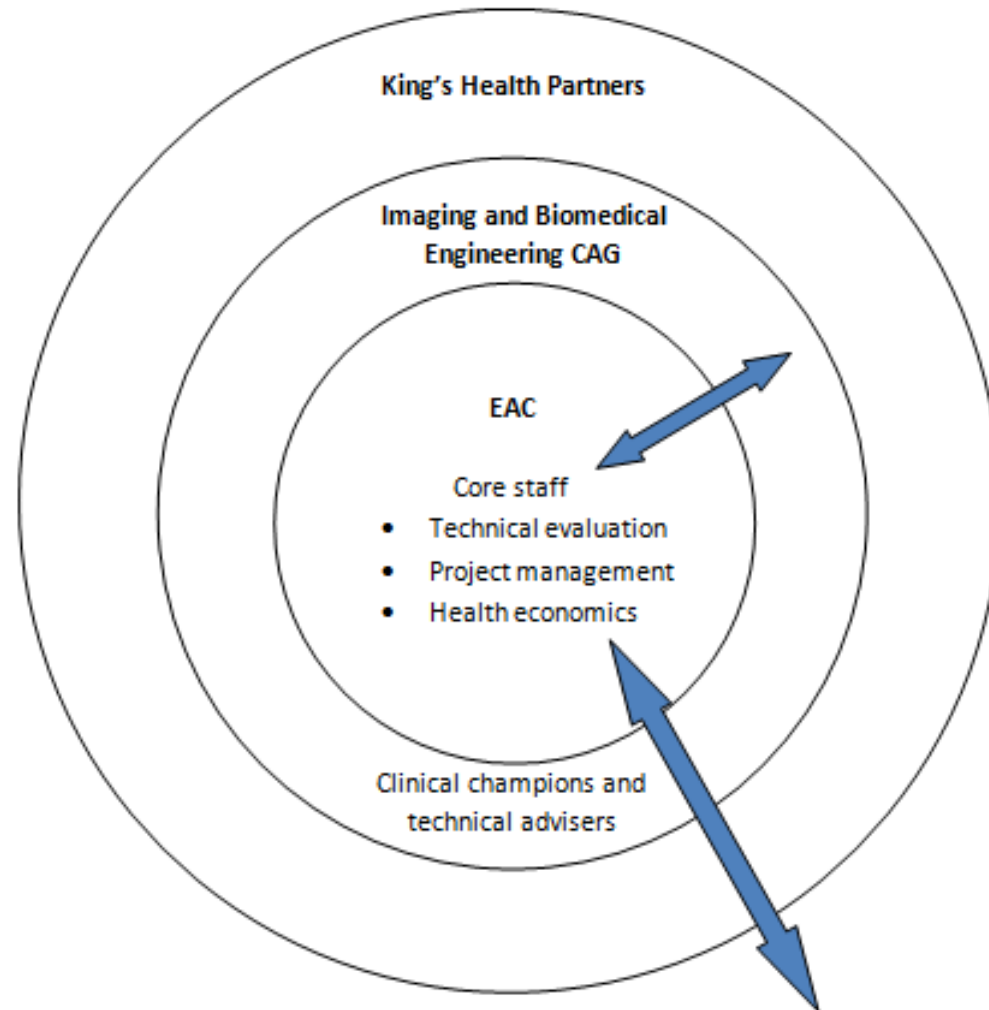 King’s Health Partners
Imaging and Biomedical
Engineering CAG
EAC
Core staff
• Technical evaluation
• Project management
• Health economics
Clinical champions and
technical advisers